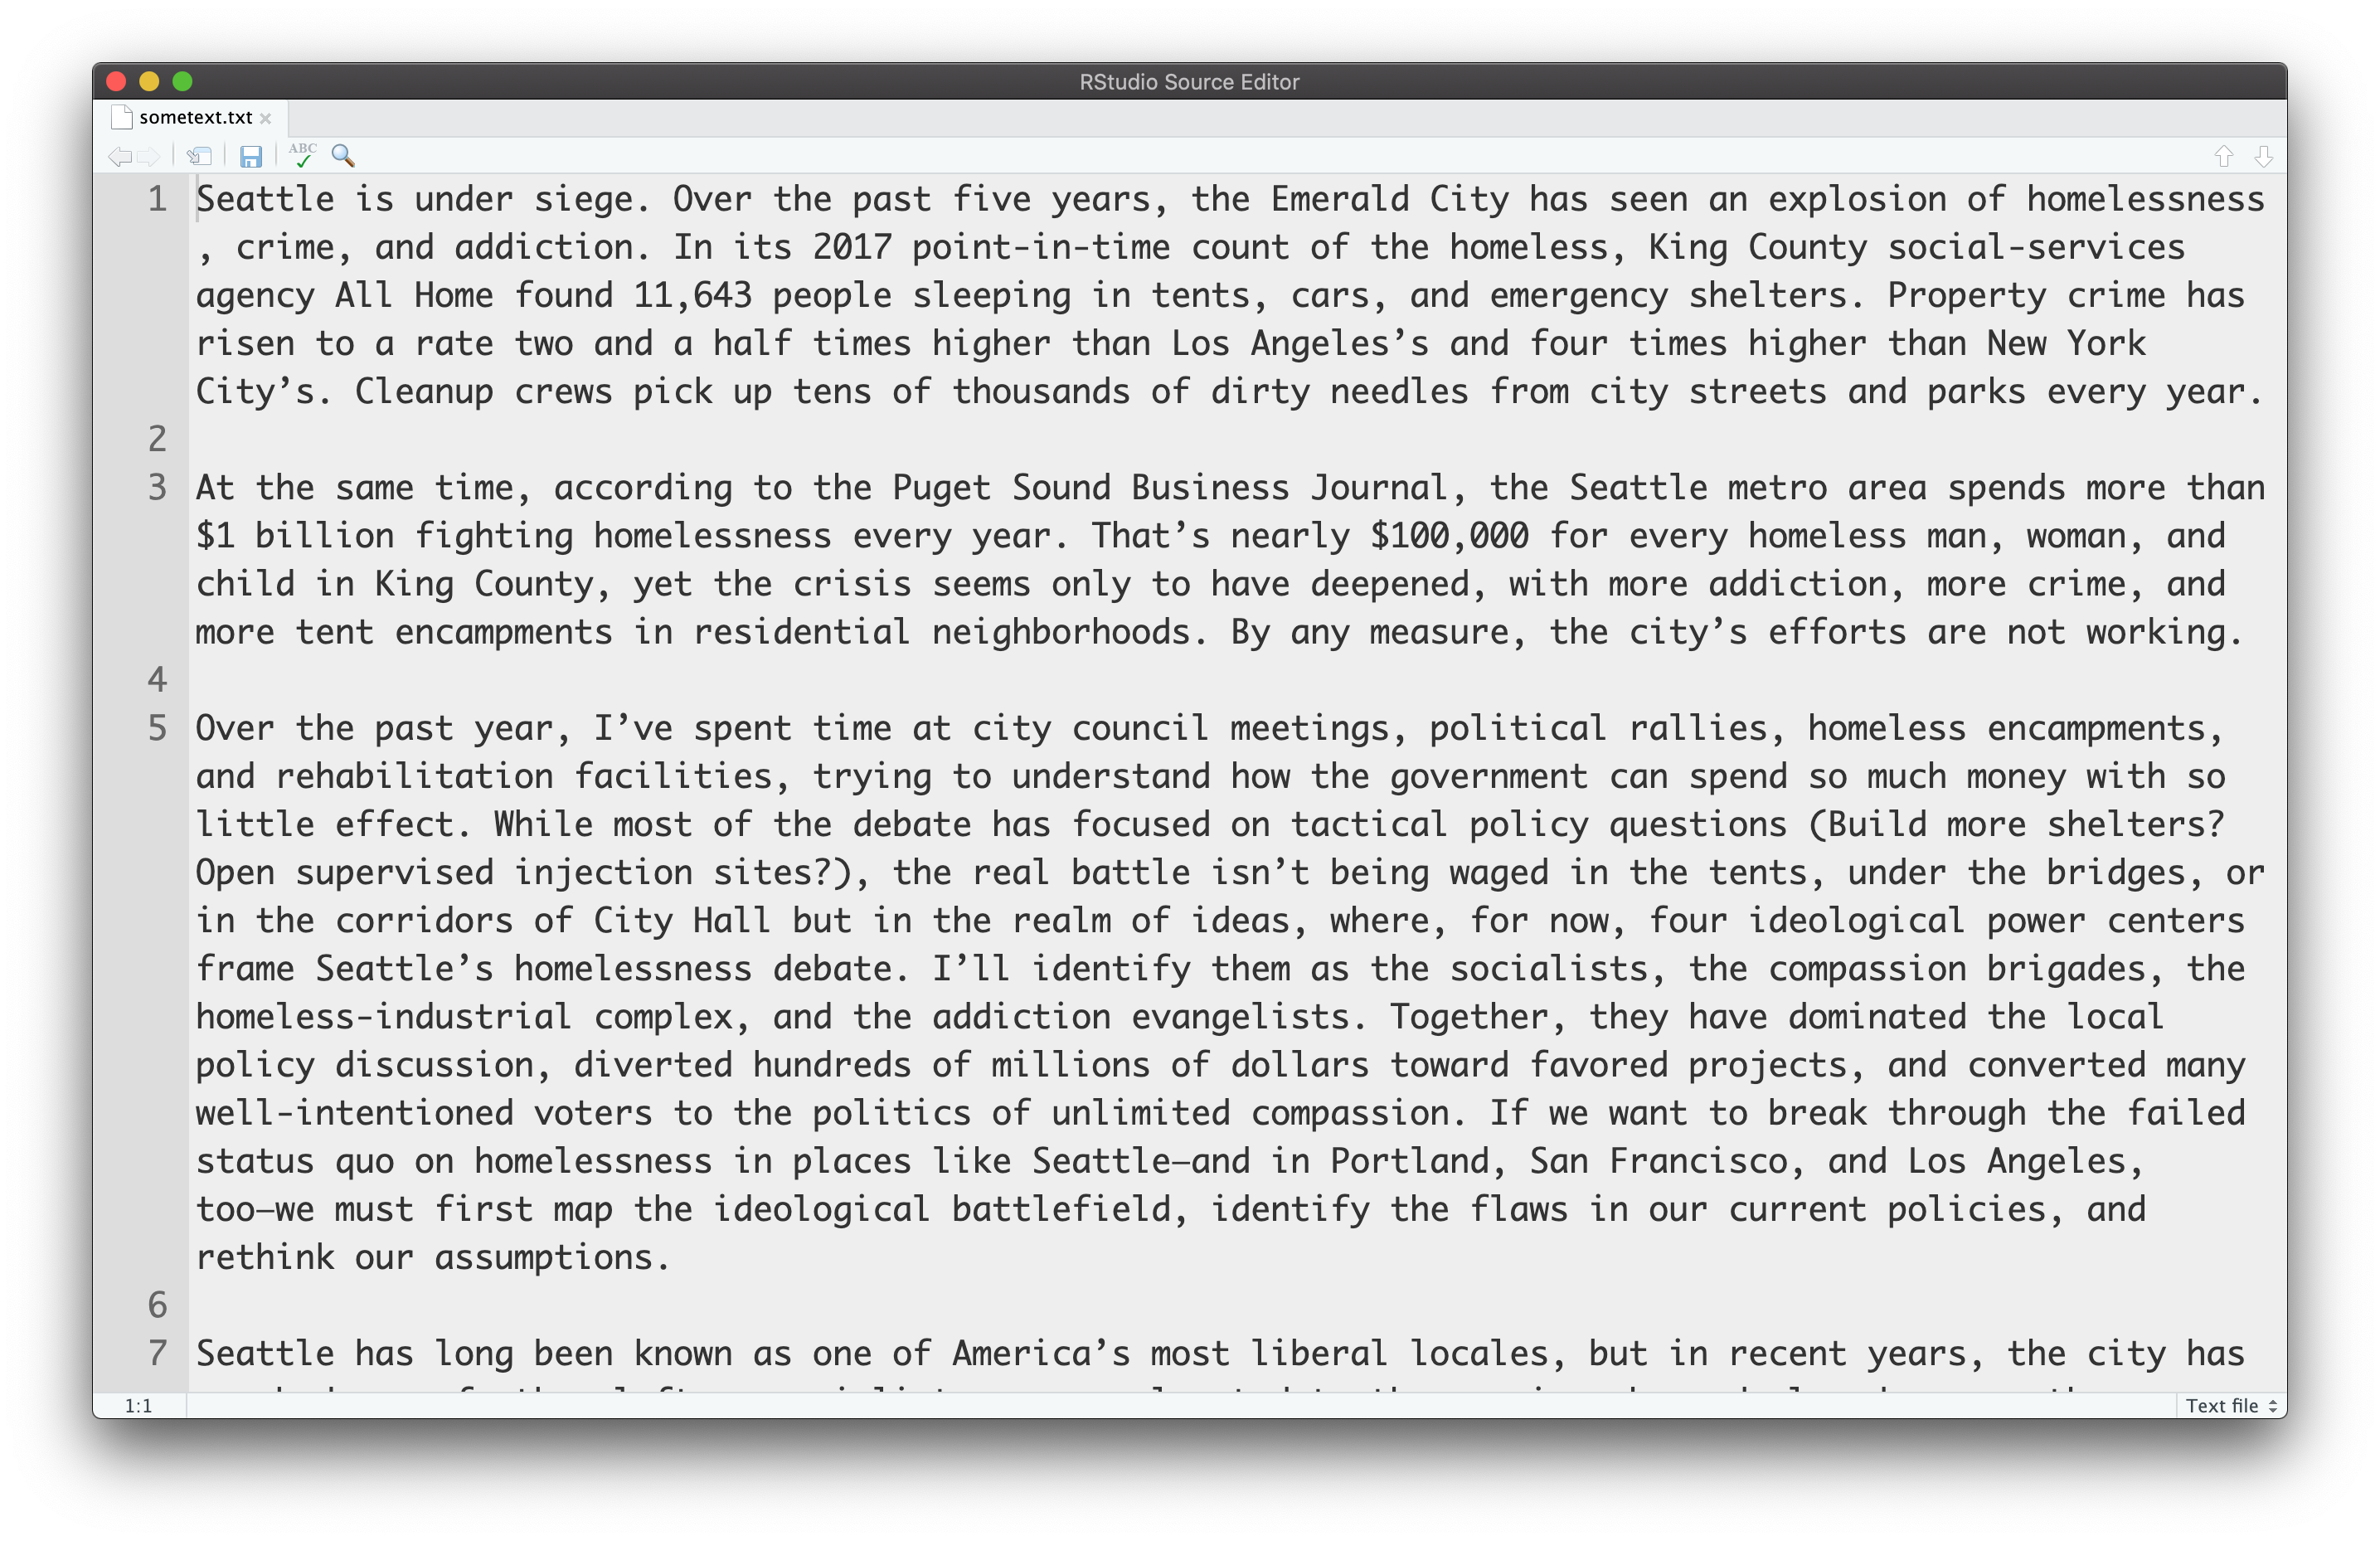 RStudio Source Editor
sometext.txt
ABC
1 Seattle is under siege. Over the past five years, the Emerald City has seen an explosion of homelessness
, crime, and addiction. In its 2017 point-in-time count of the homeless, King County social-services
agency All Home found 11,643 people sleeping in tents, cars, and emergency shelters. Property crime has
risen to a rate two and a half times higher than Los Angeles’s and four times higher than New York
City’s. Cleanup crews pick up tens of thousands of dirty needles from city streets and parks every year.
2
3 At the same time, according to the Puget Sound Business Journal, the Seattle metro area spends more than
$1 billion fighting homelessness every year. That’s nearly $100,000 for every homeless man, woman, and
child in King County, yet the crisis seems only to have deepened, with more addiction, more crime, and
more tent encampments in residential neighborhoods. By any measure, the city’s efforts are not working.
4
5 Over the past year, I’ve spent time at city council meetings, political rallies, homeless encampments,
and rehabilitation facilities, trying to understand how the government can spend so much money with so
little effect. While most of the debate has focused on tactical policy questions (Build more shelters?
Open supervised injection sites?), the real battle isn’t being waged in the tents, under the bridges, or
in the corridors of City Hall but in the realm of ideas, where, for now, four ideological power centers
frame Seattle’s homelessness debate. I’ll identify them as the socialists, the compassion brigades, the
homeless-industrial complex, and the addiction evangelists. Together, they have dominated the local
policy discussion, diverted hundreds of millions of dollars toward favored projects, and converted many
well-intentioned voters to the politics of unlimited compassion. If we want to break through the failed
status quo on homelessness in places like Seattle—and in Portland, San Francisco, and Los Angeles,
too—we must first map the ideological battlefield, identify the flaws in our current policies, and
rethink our assumptions.
6
7 Seattle has long been known as one of America’s most liberal locales, but in recent years, the city has
1:1
Text file